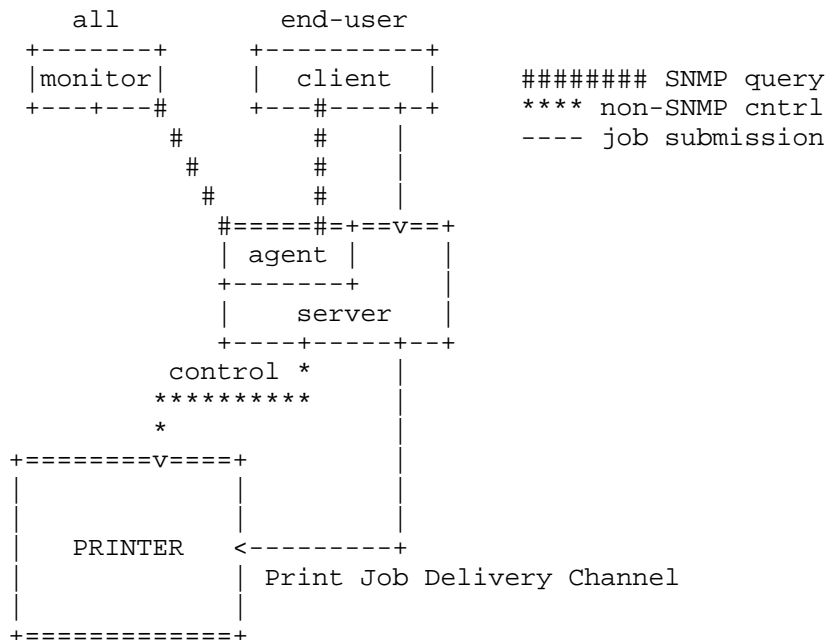 all end-user
monitor client ######## SNMP query
**** non-SNMP cntrl
---- job submission
agent
server
control
PRINTER
Print Job Delivery Channel